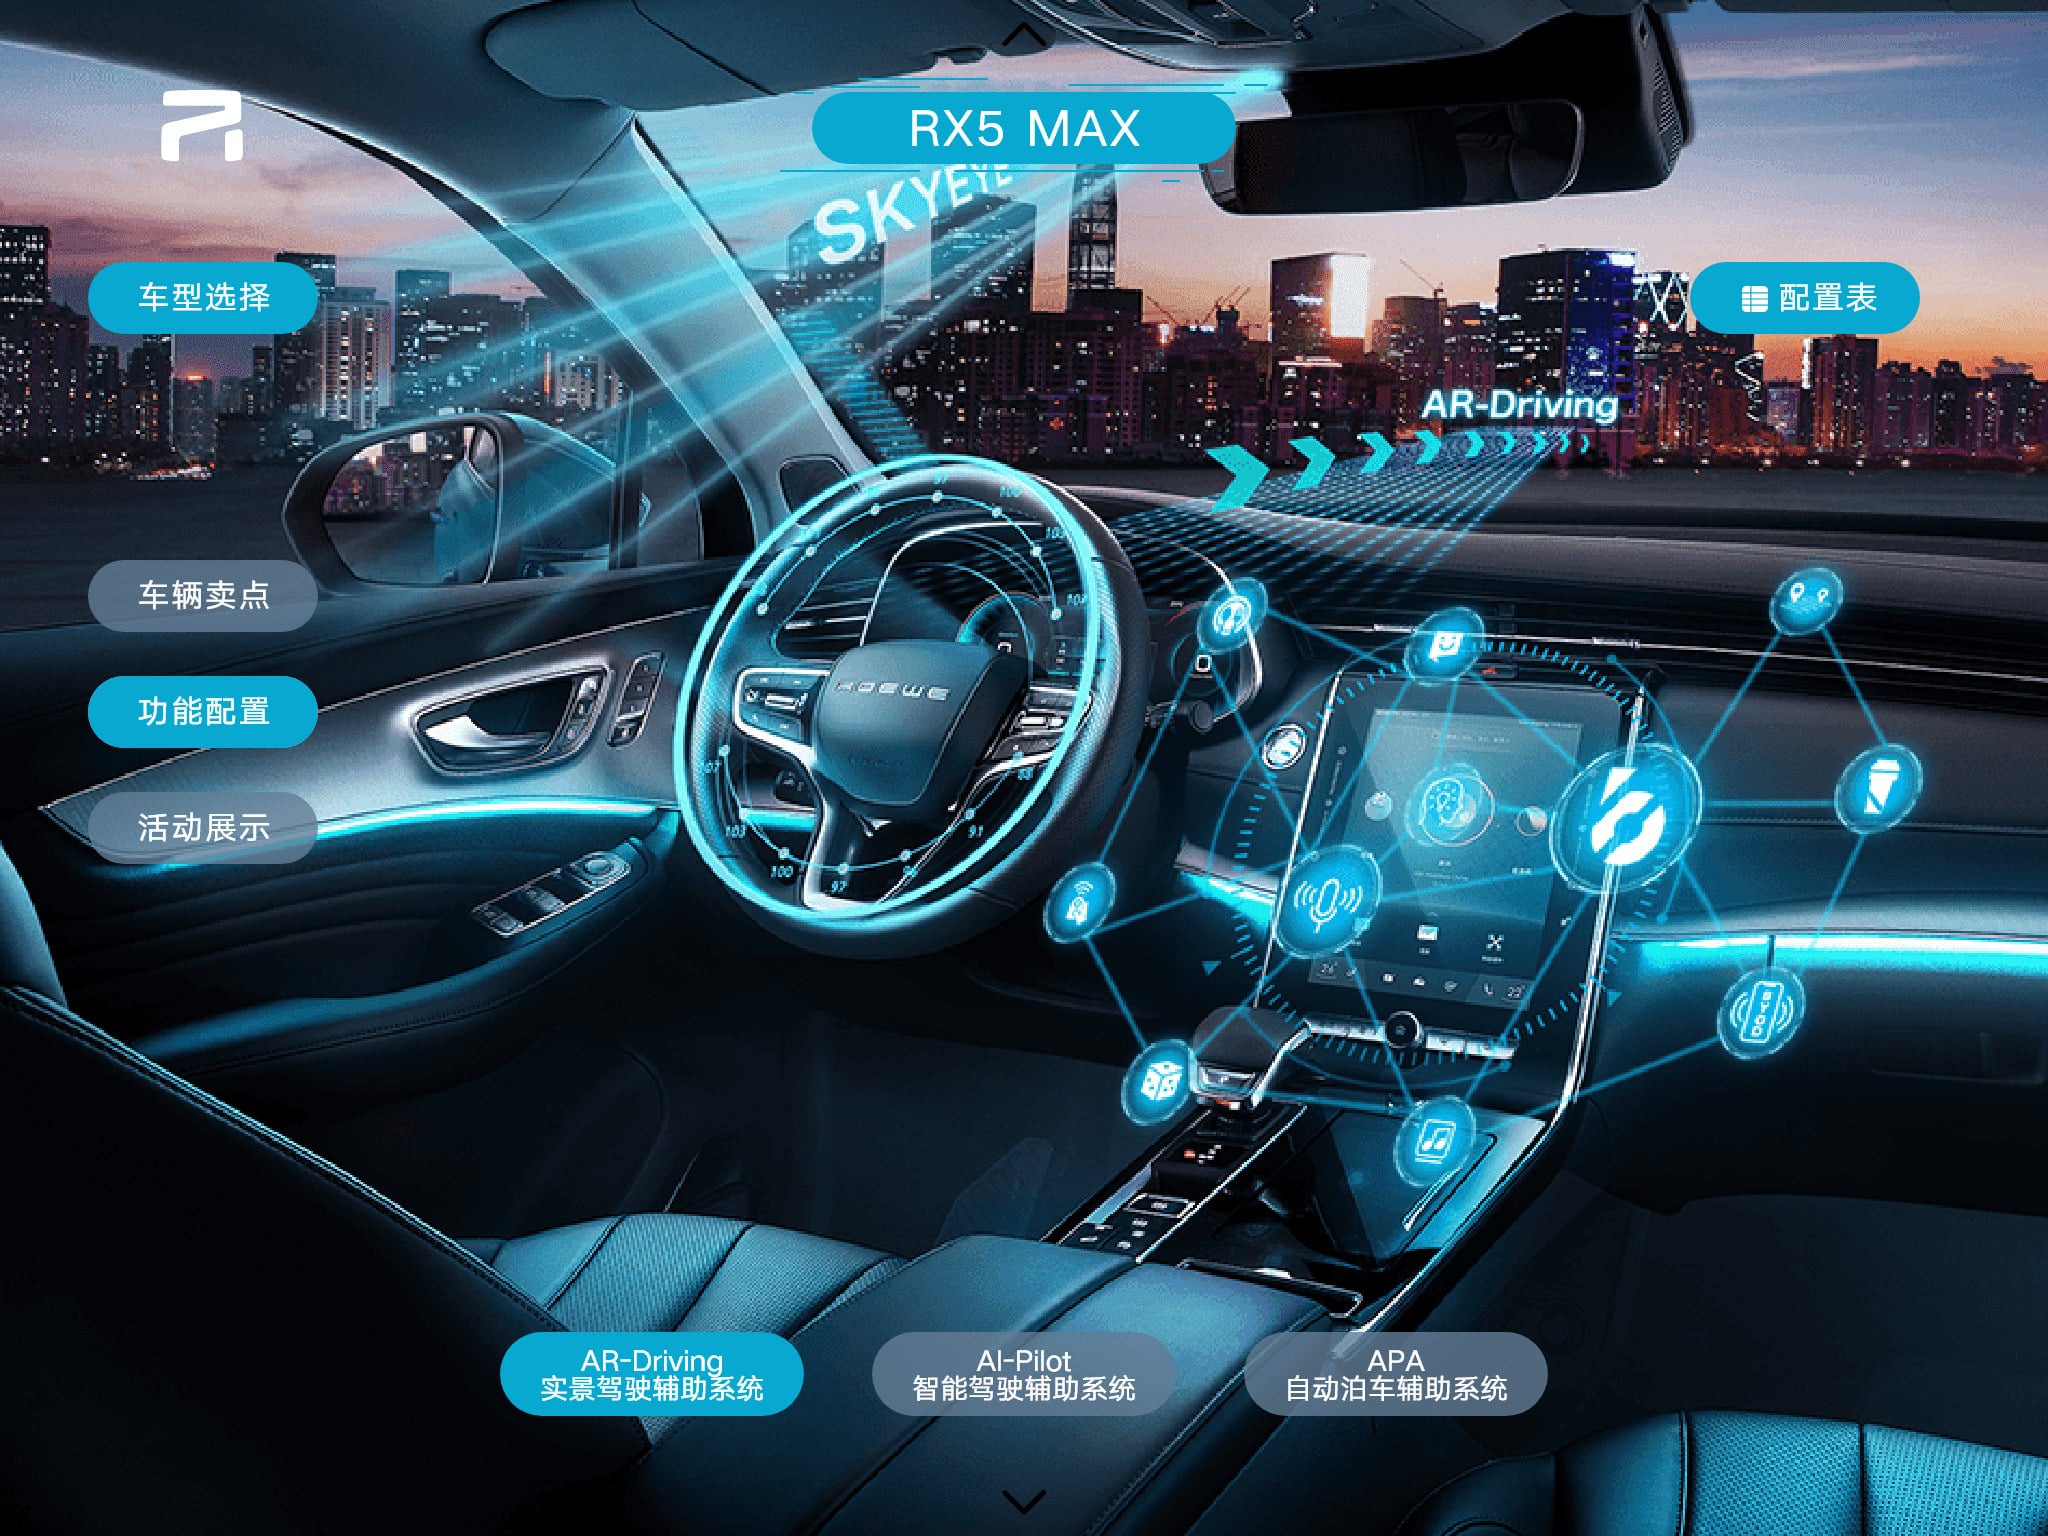 RX5 MAX
SKYEYE
车型选择
配置表
AR-Driving
车辆卖点
ROEWE
功能配置
活动展示
AR-Driving
实景驾驶辅助系统
AI-Pilot
智能驾驶辅助系统
APA
自动泊车辅助系统